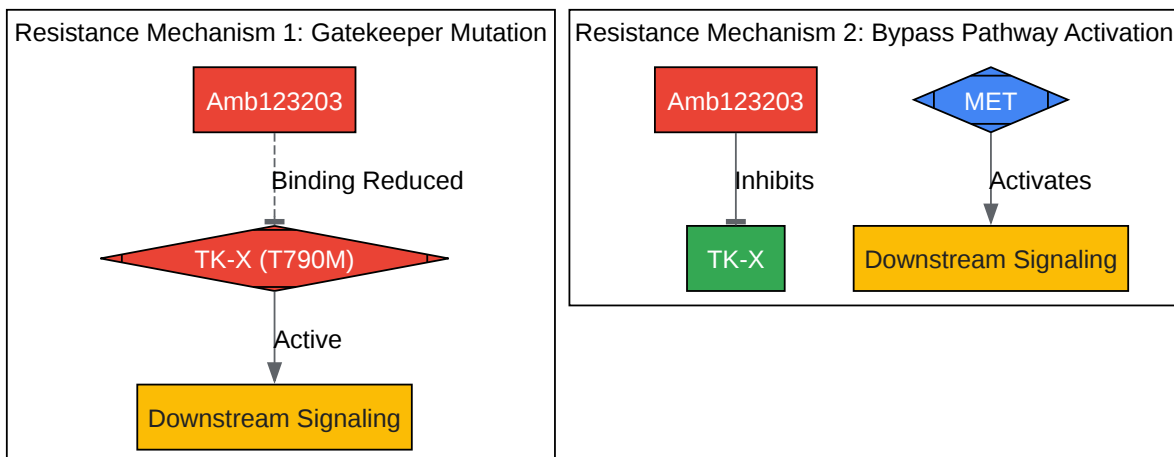 Resistance Mechanism 1: Gatekeeper Mutation
Amb123203
Binding Reduced
TK-X (T790M)
Active
Downstream Signaling
Resistance Mechanism 2: Bypass Pathway Activation
Amb123203
MET
Inhibits
Activates
TK-X
Downstream Signaling